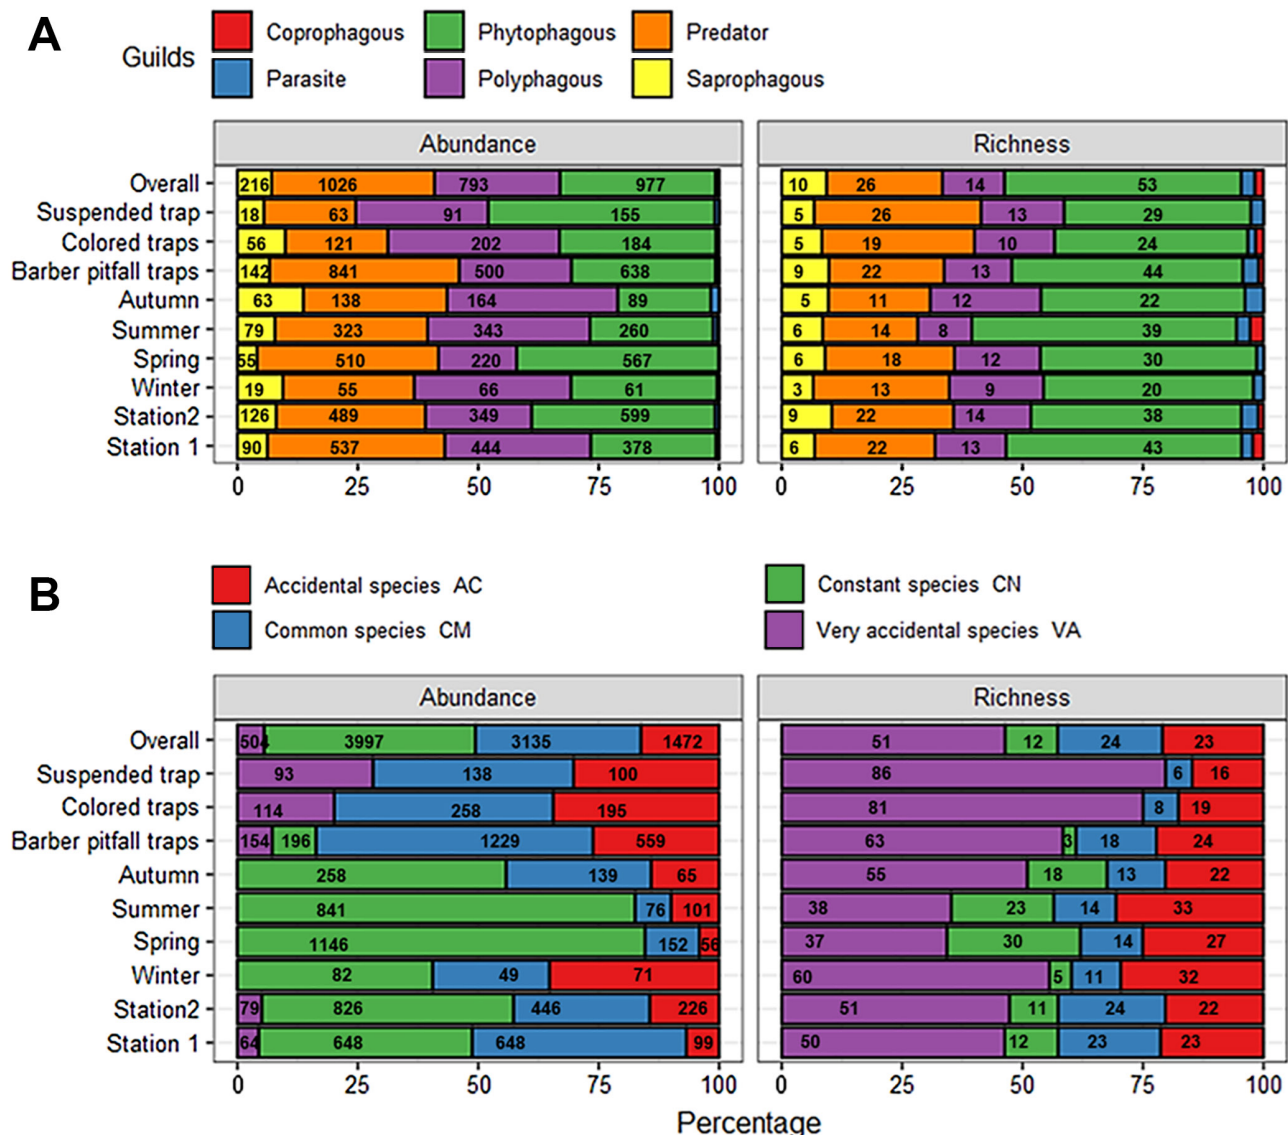 A
Guilds
Coprophagous Phytophagous Predator
Parasite Polyphagous Saprophagous
Abundance Richness
Overall 216 1026 793 977 10 26 14 53
Suspended trap 18 63 91 155 5 26 13 29
Colored traps 56 121 202 184 5 19 10 24
Barber pitfall traps 142 841 500 638 9 22 13 44
Autumn 63 138 164 89 5 11 12 22
Summer 79 323 343 260 6 14 8 39
Spring 55 510 220 567 6 18 12 30
Winter 19 55 66 61 3 13 9 20
Station2 126 489 349 599 9 22 14 38
Station 1 90 537 444 378 6 22 13 43
0 25 50 75 100 0 25 50 75 100
B
Accidental species AC Constant species CN
Common species CM Very accidental species VA
Abundance Richness
Overall 504 3997 3135 1472 51 12 24 23
Suspended trap 93 138 100 86 6 16
Colored traps 114 258 195 81 8 19
Barber pitfall traps 154 196 1229 559 63 3 18 24
Autumn 258 139 65 55 18 13 22
Summer 841 76 101 38 23 14 33
Spring 1146 152 56 37 30 14 27
Winter 82 49 71 60 5 11 32
Station2 79 826 446 226 51 11 24 22
Station 1 64 648 648 99 50 12 23 23
0 25 50 75 100 0 25 50 75 100
Percentage